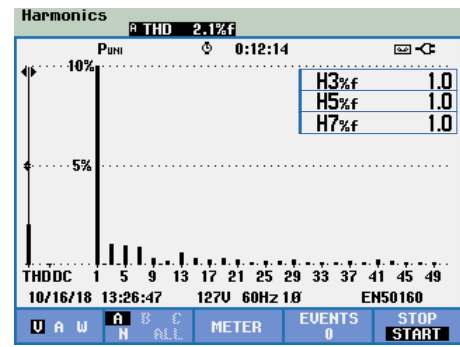 Harmonics
A THD 2.1%f
PUNI 0:12:14
10%
H3%f 1.0
H5%f 1.0
H7%f 1.0
5%
THDDC 1 5 9 13 17 21 25 29 33 37 41 45 49
10/16/18 13:26:47 127V 60Hz 1.0 EN50160
U A W A B C METER EVENTS STOP
N ALL 0 START